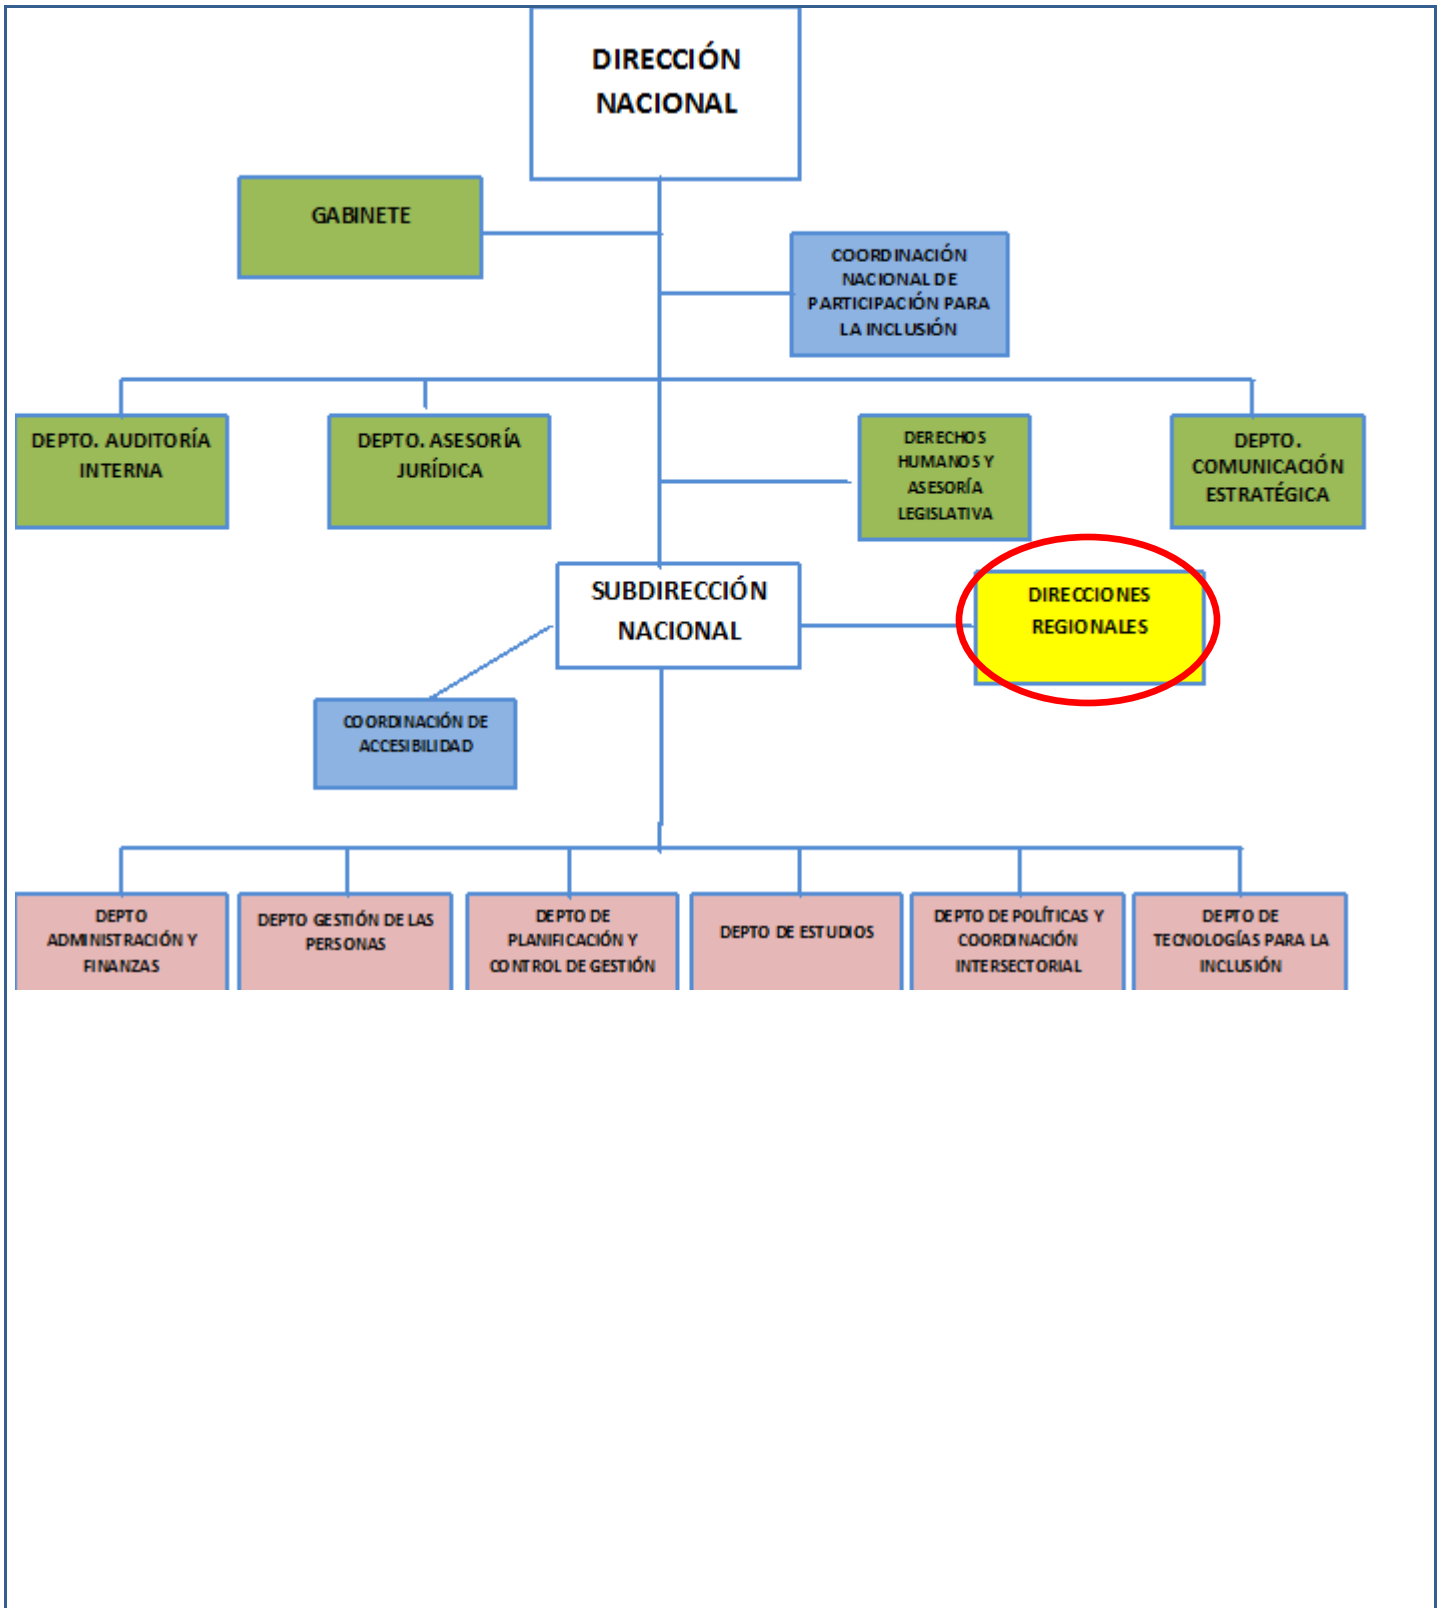 DIRECCIÓN
NACIONAL
GABINETE
COORDINACIÓN
NACIONAL DE
PARTICIPACIÓN PARA
LA INCLUSIÓN
DEPTO. AUDITORÍA
INTERNA
DEPTO. ASESORÍA
JURÍDICA
DERECHOS
HUMANOS Y
ASESORÍA
LEGISLATIVA
DEPTO.
COMUNICACIÓN
ESTRATÉGICA
SUBDIRECCIÓN
NACIONAL
DIRECCIONES
REGIONALES
COORDINACIÓN DE
ACCESIBILIDAD
DEPTO
ADMINISTRACIÓN Y
FINANZAS
DEPTO GESTIÓN DE LAS
PERSONAS
DEPTO DE
PLANIFICACIÓN Y
CONTROL DE GESTIÓN
DEPTO DE ESTUDIOS
DEPTO DE POLÍTICAS Y
COORDINACIÓN
INTERSECTORIAL
DEPTO DE
TECNOLOGÍAS PARA LA
INCLUSIÓN